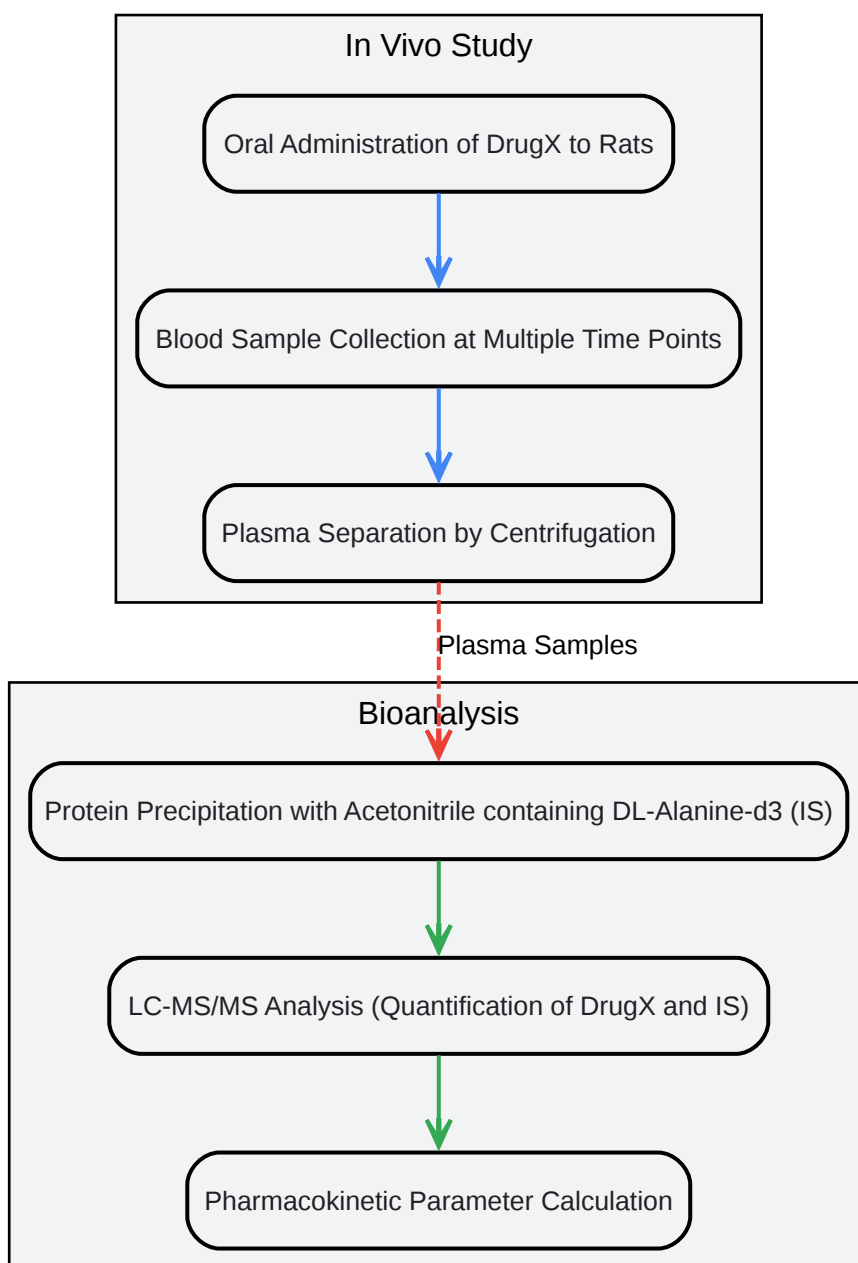 In Vivo Study
Oral Administration of DrugX to Rats
Blood Sample Collection at Multiple Time Points
Plasma Separation by Centrifugation
Plasma Samples
Bioanalysis
Protein Precipitation with Acetonitrile containing DL-Alanine-d3 (IS)
LC-MS/MS Analysis (Quantification of DrugX and IS)
Pharmacokinetic Parameter Calculation